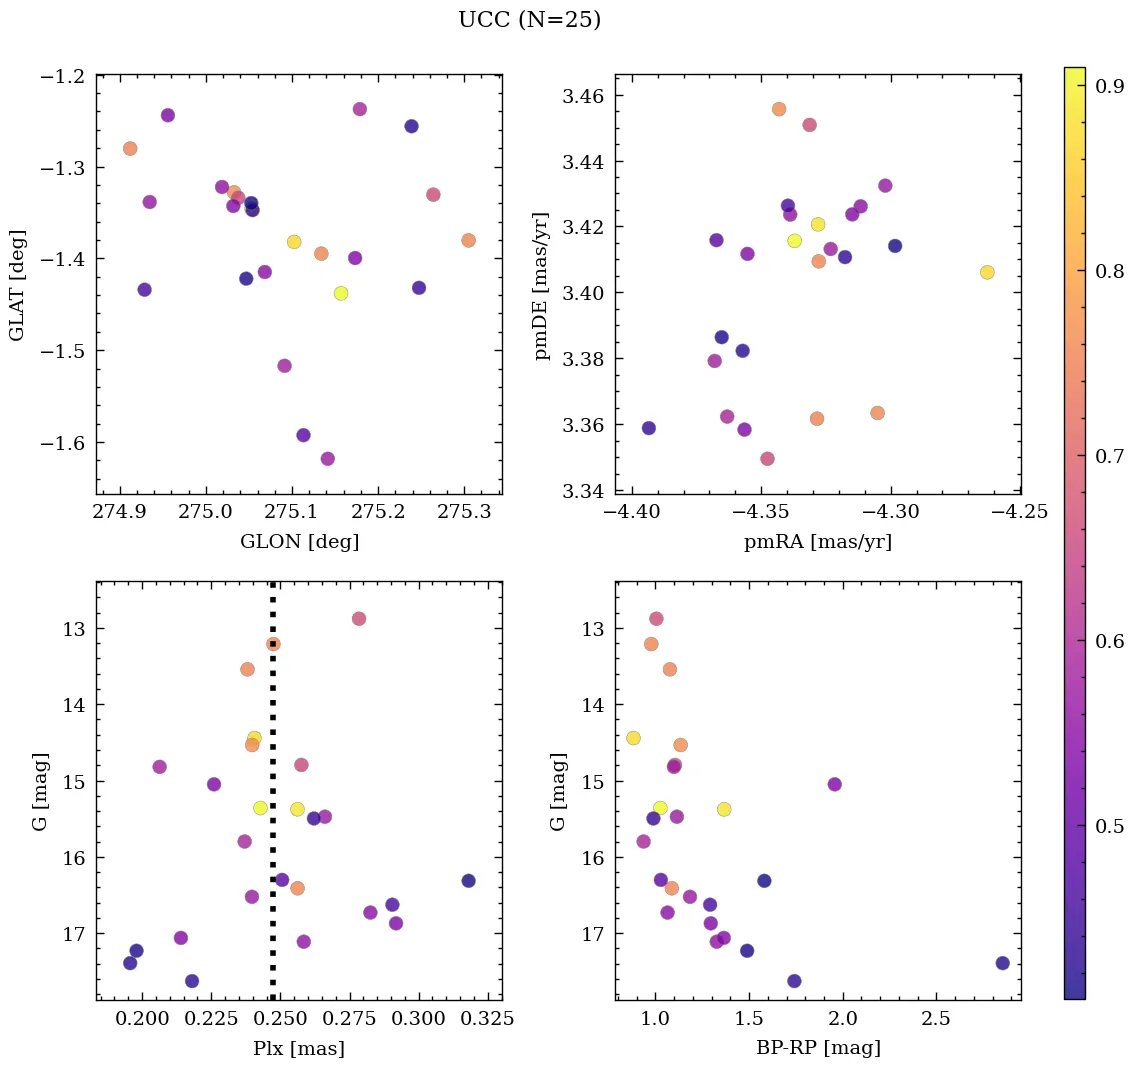 UCC (N=25)
−1.2
−1.3
−1.4
−1.5
−1.6
GLAT [deg]
274.9 275.0 275.1 275.2 275.3
GLON [deg]
3.46
3.44
3.42
3.40
3.38
3.36
3.34
pmDE [mas/yr]
−4.40 −4.35 −4.30 −4.25
pmRA [mas/yr]
13
14
15
16
17
G [mag]
0.200 0.225 0.250 0.275 0.300 0.325
Plx [mas]
13
14
15
16
17
G [mag]
1.0 1.5 2.0 2.5
BP-RP [mag]
0.9
0.8
0.7
0.6
0.5